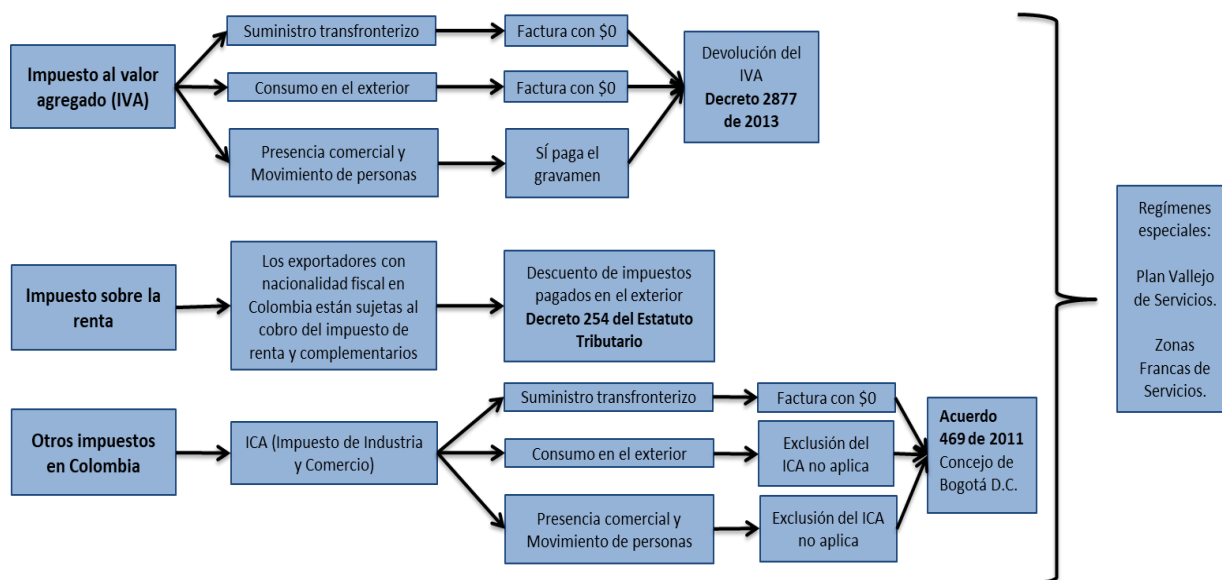 Impuesto al valor
agregado (IVA)
Suministro transfronterizo
Factura con $0
Consumo en el exterior
Factura con $0
Presencia comercial y
Movimiento de personas
SÍ paga el
gravamen
Devolución del
IVA
Decreto 2877
de 2013
Impuesto sobre la
renta
Los exportadores con
nacionalidad fiscal en
Colombia están sujetas al
cobro del impuesto de
renta y complementarios
Descuento de impuestos
pagados en el exterior
Decreto 254 del Estatuto
Tributario
Otros impuestos
en Colombia
ICA (Impuesto de Industria
y Comercio)
Suministro transfronterizo
Factura con $0
Consumo en el exterior
Exclusión del
ICA no aplica
Presencia comercial y
Movimiento de personas
Exclusión del ICA
no aplica
Acuerdo
469 de 2011
Concejo de
Bogotá D.C.
Regímenes
especiales:
Plan Vallejo
de Servicios.
Zonas
Francas de
Servicios.